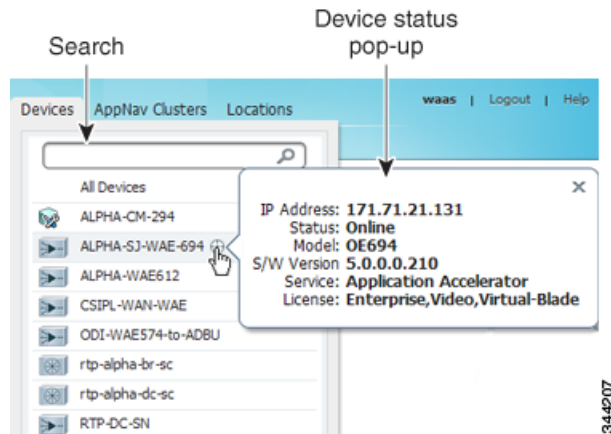 Search
Device status
pop-up
Devices AppNav Clusters Locations
waas | Logout | Help
All Devices
ALPHA-CM-294
ALPHA-SJ-WAE-694
ALPHA-WAE612
CSIPL-WAN-WAE
ODI-WAE574-to-ADBU
rtp-alpha-br-sc
rtp-alpha-dc-sc
RTP-DC-SN
IP Address: 171.71.21.131
Status: Online
Model: OE694
S/W Version 5.0.0.0.210
Service: Application Accelerator
License: Enterprise,Video,Virtual-Blade
344207